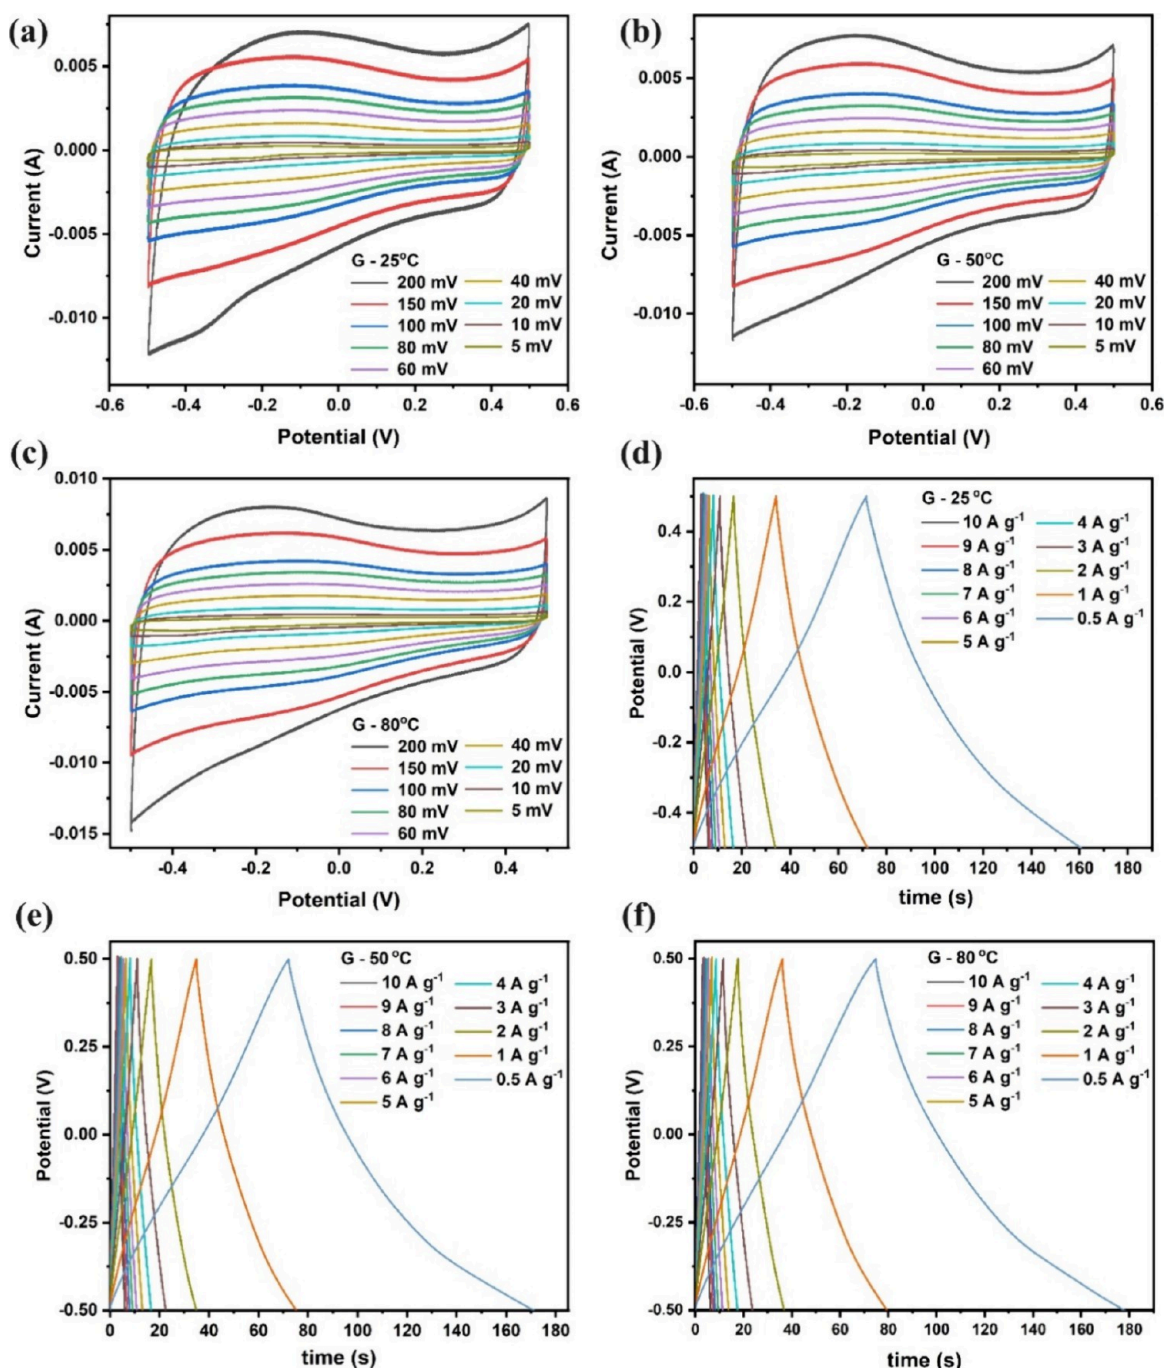 (a)
0.005
0.000
-0.005
-0.010
Current (A)
G - 25°C
200 mV
150 mV
100 mV
80 mV
60 mV
40 mV
20 mV
10 mV
5 mV
-0.6 -0.4 -0.2 0.0 0.2 0.4 0.6
Potential (V)
(b)
0.005
0.000
-0.005
-0.010
Current (A)
G - 50°C
200 mV
150 mV
100 mV
80 mV
60 mV
40 mV
20 mV
10 mV
5 mV
-0.6 -0.4 -0.2 0.0 0.2 0.4 0.6
Potential (V)
(c)
0.010
0.005
0.000
-0.005
-0.010
-0.015
Current (A)
G - 80°C
200 mV
150 mV
100 mV
80 mV
60 mV
40 mV
20 mV
10 mV
5 mV
-0.4 -0.2 0.0 0.2 0.4
Potential (V)
(d)
0.4
0.2
0.0
-0.2
-0.4
Potential (V)
G - 25 °C
10 A g⁻¹
9 A g⁻¹
8 A g⁻¹
7 A g⁻¹
6 A g⁻¹
5 A g⁻¹
4 A g⁻¹
3 A g⁻¹
2 A g⁻¹
1 A g⁻¹
0.5 A g⁻¹
0 20 40 60 80 100 120 140 160 180
time (s)
(e)
0.50
0.25
0.00
-0.25
-0.50
Potential (V)
G - 50 °C
10 A g⁻¹
9 A g⁻¹
8 A g⁻¹
7 A g⁻¹
6 A g⁻¹
5 A g⁻¹
4 A g⁻¹
3 A g⁻¹
2 A g⁻¹
1 A g⁻¹
0.5 A g⁻¹
0 20 40 60 80 100 120 140 160 180
time (s)
(f)
0.50
0.25
0.00
-0.25
-0.50
Potential (V)
G - 80 °C
10 A g⁻¹
9 A g⁻¹
8 A g⁻¹
7 A g⁻¹
6 A g⁻¹
5 A g⁻¹
4 A g⁻¹
3 A g⁻¹
2 A g⁻¹
1 A g⁻¹
0.5 A g⁻¹
0 20 40 60 80 100 120 140 160 180
time (s)